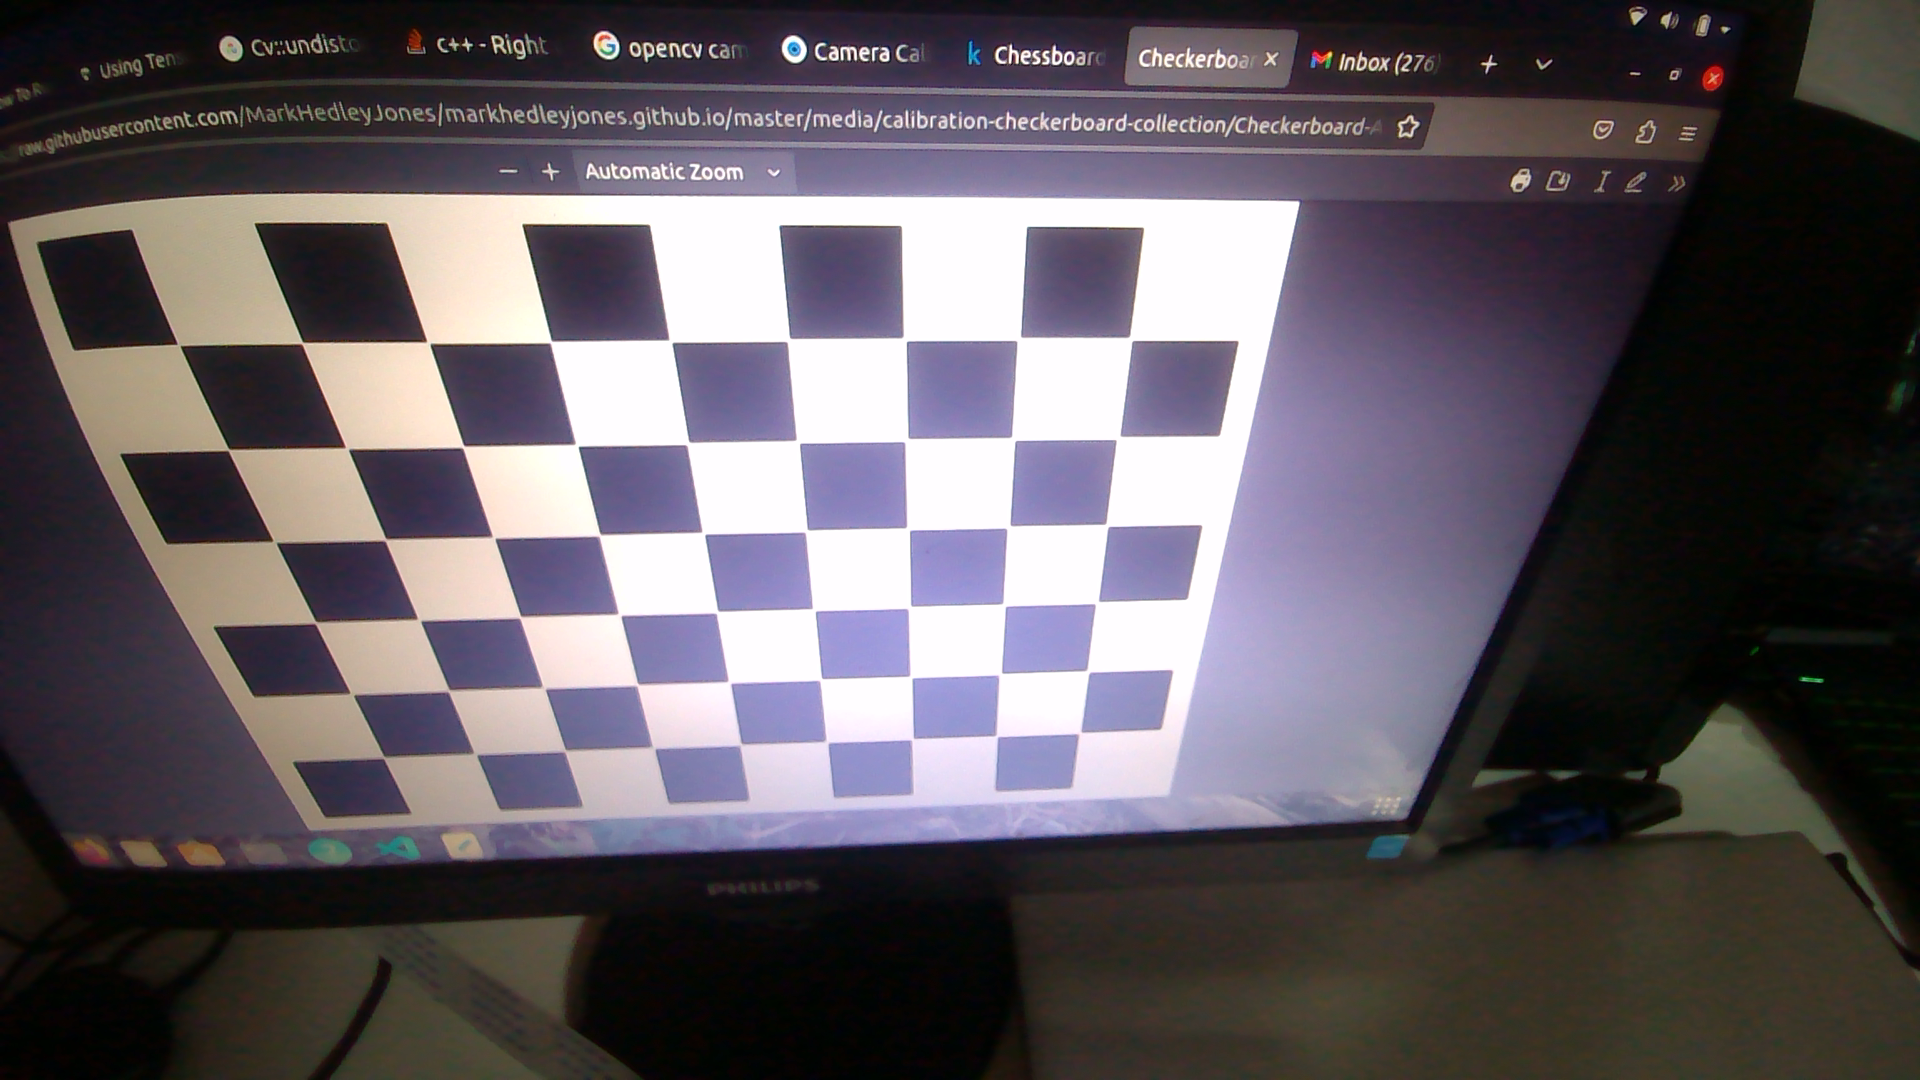 Using Ten Cv::undisto c++ - Right opencv cam Camera Cal Chessboard Checkerboar Inbox (276
raw.githubusercontent.com/MarkHedleyJones/markhedleyjones.github.io/master/media/calibration-checkerboard-collection/Checkerboard-A
Automatic Zoom
PHILIPS